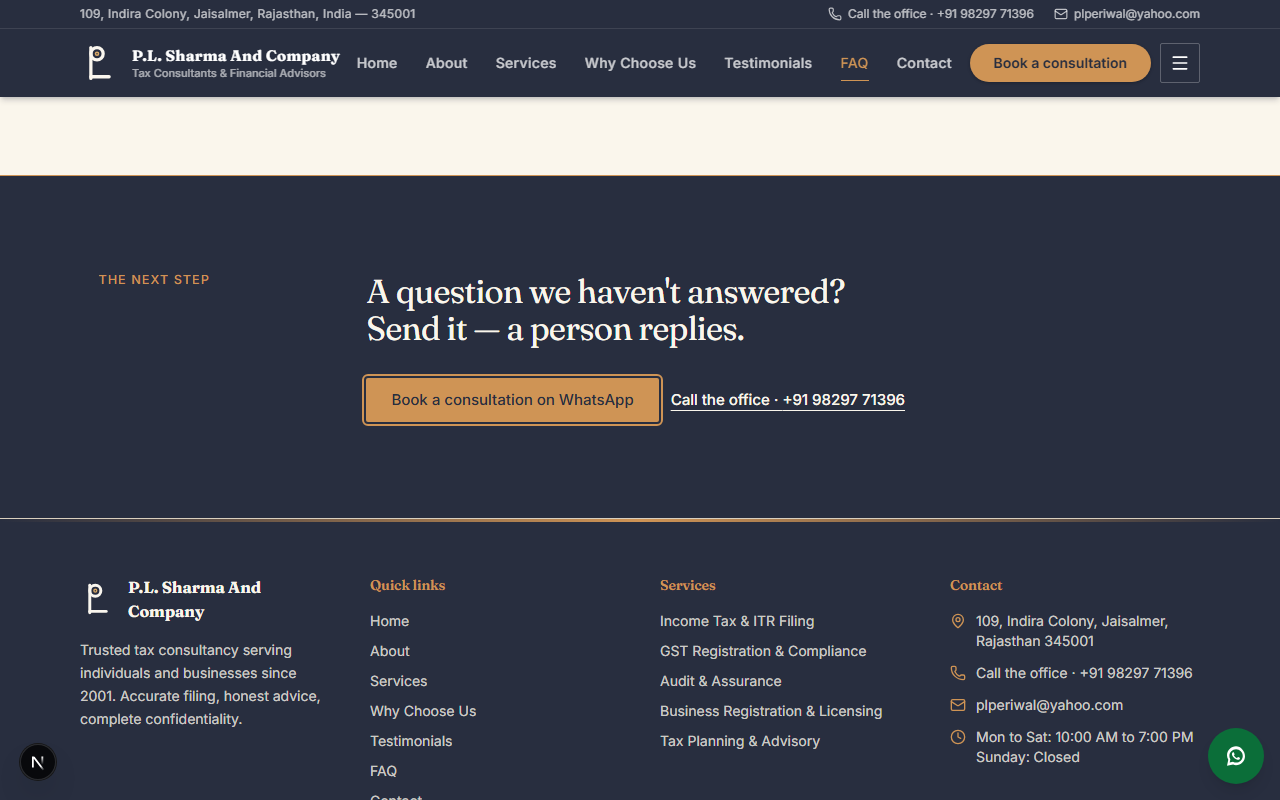 109, Indira Colony, Jaisalmer, Rajasthan, India — 345001
Call the office · +91 98297 71396
plperiwal@yahoo.com
P.L. Sharma And Company
Tax Consultants & Financial Advisors
Home
About
Services
Why Choose Us
Testimonials
FAQ
Contact
Book a consultation
THE NEXT STEP
A question we haven't answered?
Send it — a person replies.
Book a consultation on WhatsApp
Call the office · +91 98297 71396
P.L. Sharma And
Company
Trusted tax consultancy serving
individuals and businesses since
2001. Accurate filing, honest advice,
complete confidentiality.
Quick links
Home
About
Services
Why Choose Us
Testimonials
FAQ
Contact
Services
Income Tax & ITR Filing
GST Registration & Compliance
Audit & Assurance
Business Registration & Licensing
Tax Planning & Advisory
Contact
109, Indira Colony, Jaisalmer,
Rajasthan 345001
Call the office · +91 98297 71396
plperiwal@yahoo.com
Mon to Sat: 10:00 AM to 7:00 PM
Sunday: Closed
N